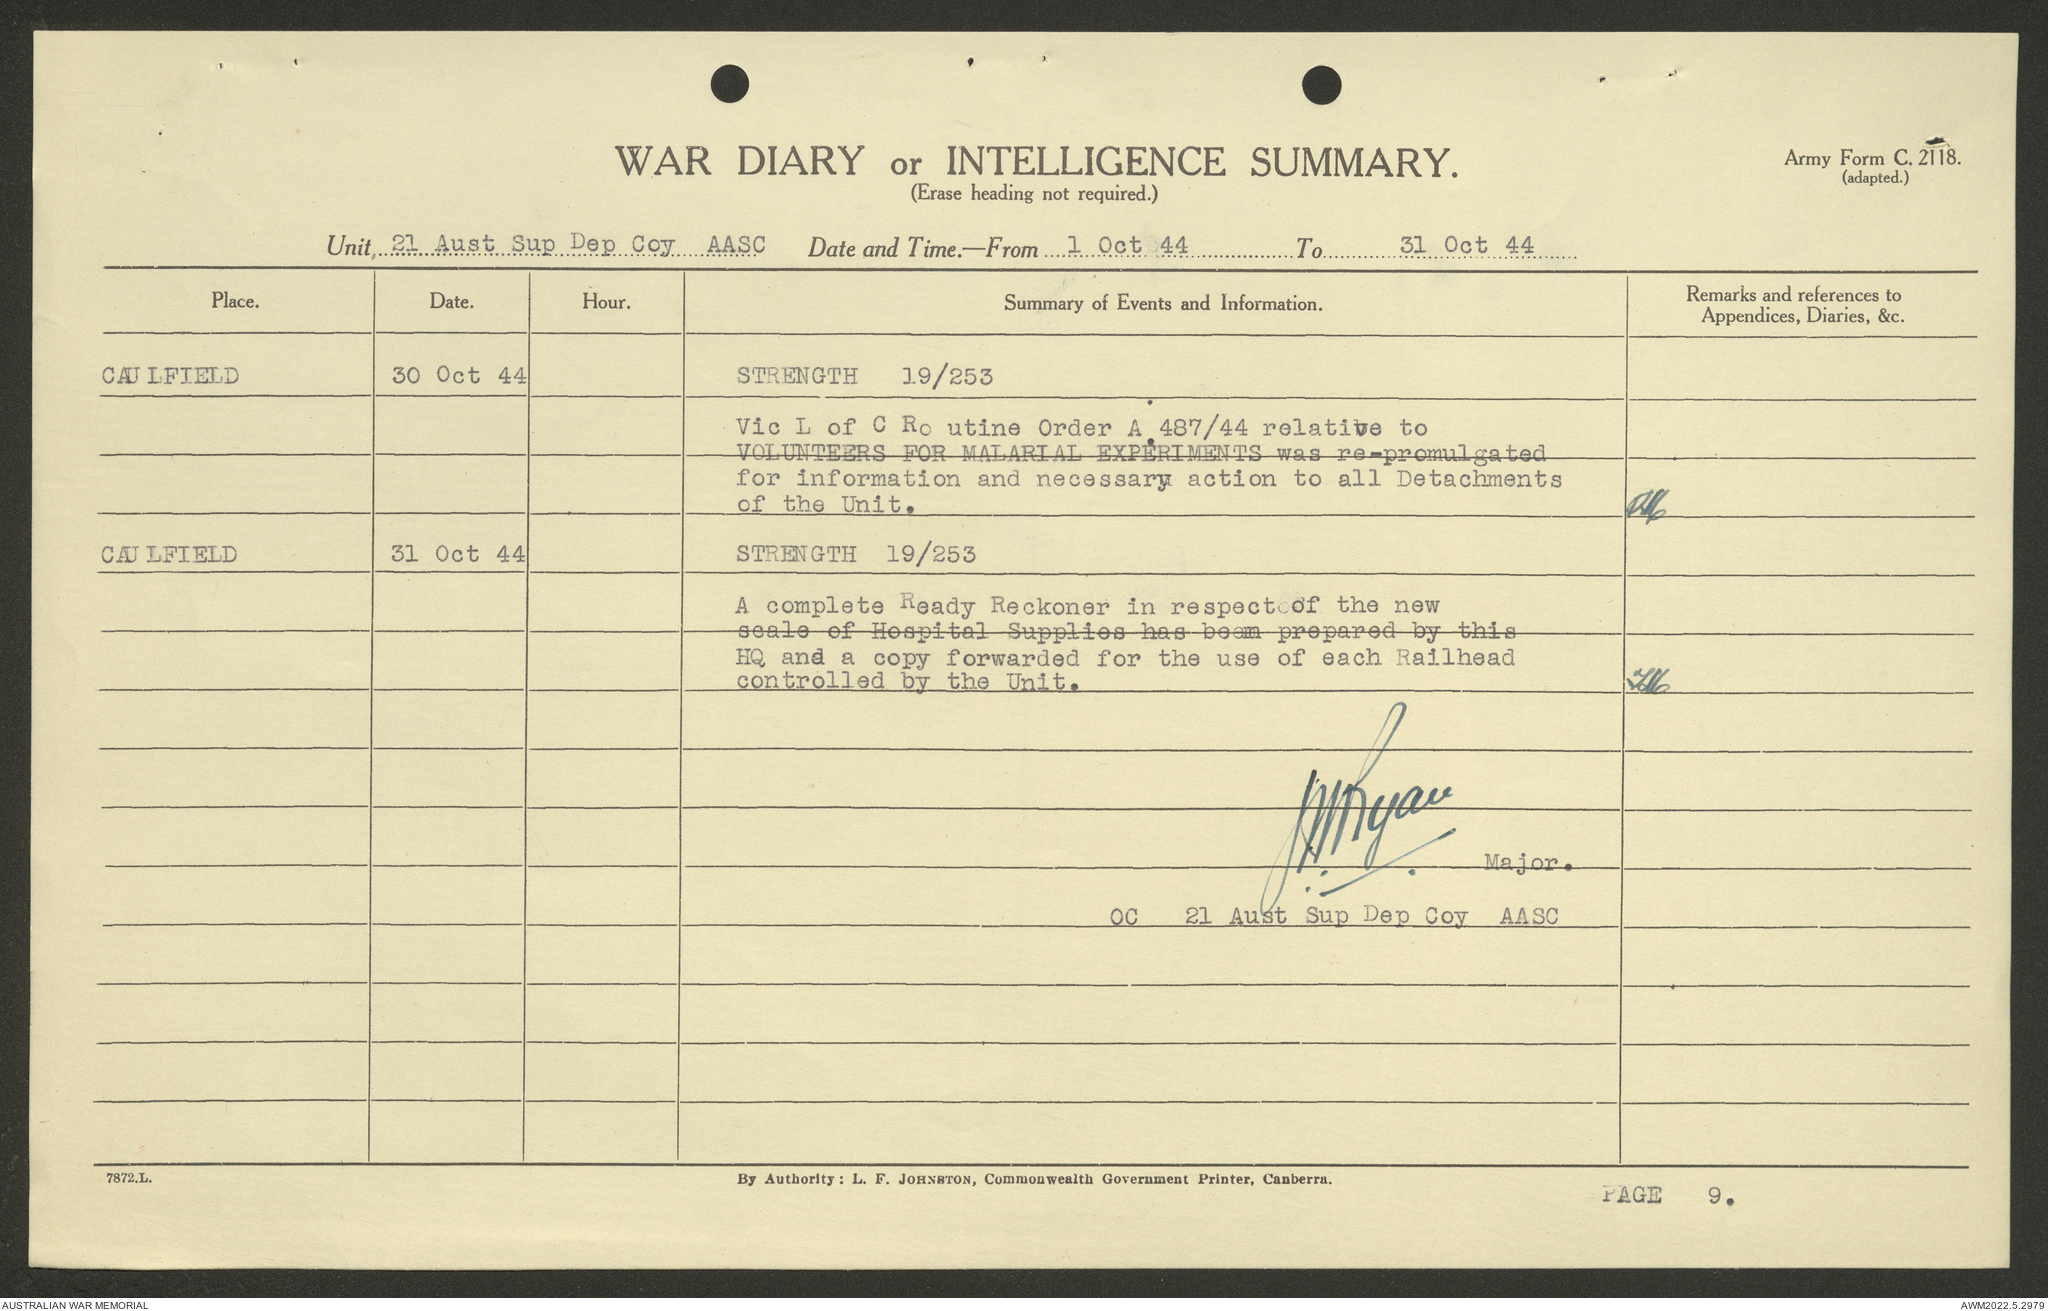 WAR DIARY or INTELLIGENCE SUMMARY.
(Erase heading not required.)
Army Form C. 2118.
(adapted.)
Unit, 21 Aust Sup Dep Coy AASC Date and Time.—From 1 Oct 44 To 31 Oct 44
Place. Date. Hour. Summary of Events and Information. Remarks and references to
Appendices, Diaries, &c.
CAULFIELD 30 Oct 44 STRENGTH 19/253
Vic L of C Ro utine Order A 487/44 relative to
VOLUNTEERS FOR MALARIAL EXPERIMENTS was re-promulgated
for information and necessary action to all Detachments
of the Unit.
CAULFIELD 31 Oct 44 STRENGTH 19/253
A complete Ready Reckoner in respect of the new
scale of Hospital Supplies has been prepared by this
HQ and a copy forwarded for the use of each Railhead
controlled by the Unit.
Ryan
Major.
OC 21 Aust Sup Dep Coy AASC
7872.L.
By Authority: L. F. JOHNSTON, Commonwealth Government Printer, Canberra.
PAGE 9.
AUSTRALIAN WAR MEMORIAL
AWM2022.5.2979